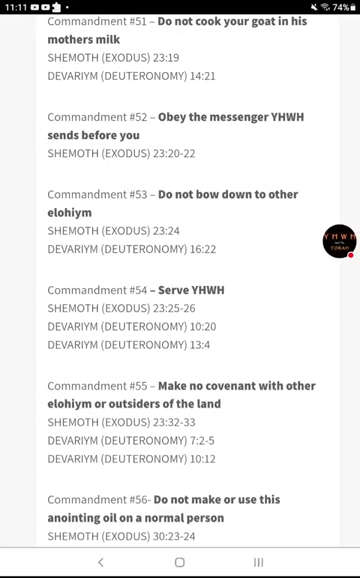 11:11
74%
Commandment #51 – Do not cook your goat in his
mothers milk
SHEMOTH (EXODUS) 23:19
DEVARIYM (DEUTERONOMY) 14:21
Commandment #52 – Obey the messenger YHWH
sends before you
SHEMOTH (EXODUS) 23:20-22
Commandment #53 – Do not bow down to other
elohiym
SHEMOTH (EXODUS) 23:24
DEVARIYM (DEUTERONOMY) 16:22
YHWH
TORAH
Commandment #54 – Serve YHWH
SHEMOTH (EXODUS) 23:25-26
DEVARIYM (DEUTERONOMY) 10:20
DEVARIYM (DEUTERONOMY) 13:4
Commandment #55 – Make no covenant with other
elohiym or outsiders of the land
SHEMOTH (EXODUS) 23:32-33
DEVARIYM (DEUTERONOMY) 7:2-5
DEVARIYM (DEUTERONOMY) 10:12
Commandment #56- Do not make or use this
anointing oil on a normal person
SHEMOTH (EXODUS) 30:23-24